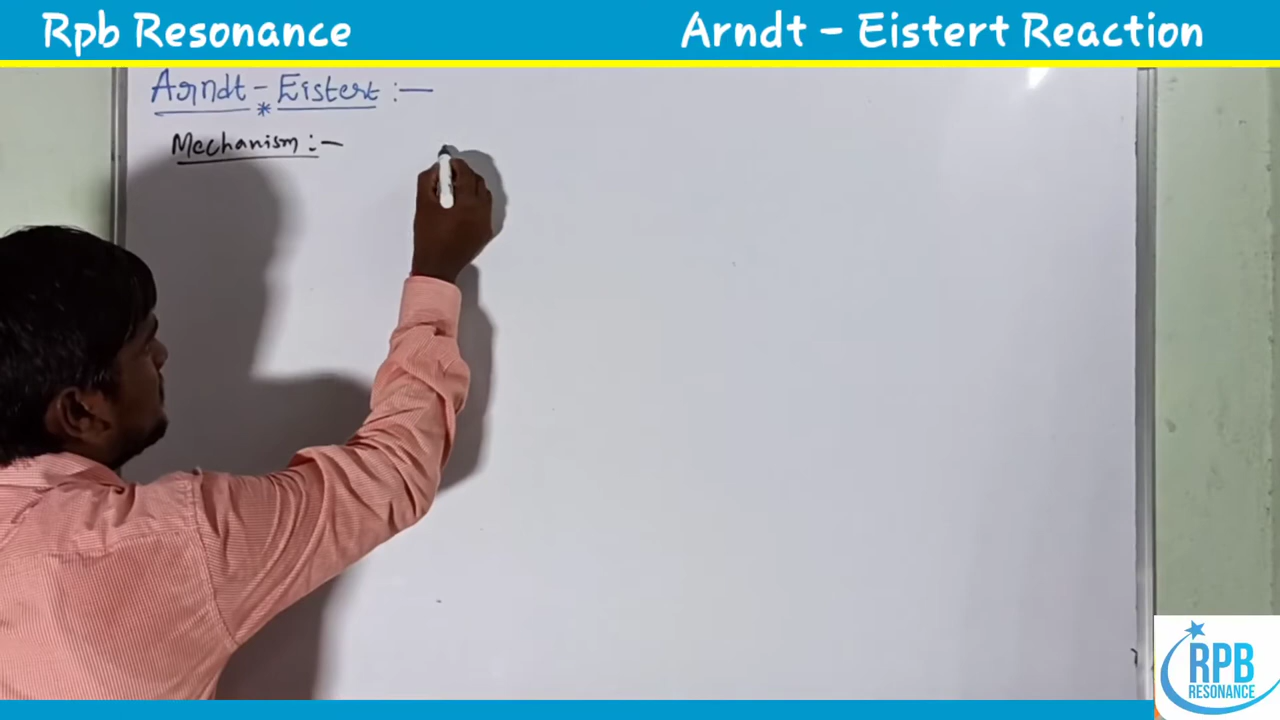 Rpb Resonance
Arndt - Eistert Reaction
Arndt - Eistert :-
*
Mechanism :-
RPB
RESONANCE